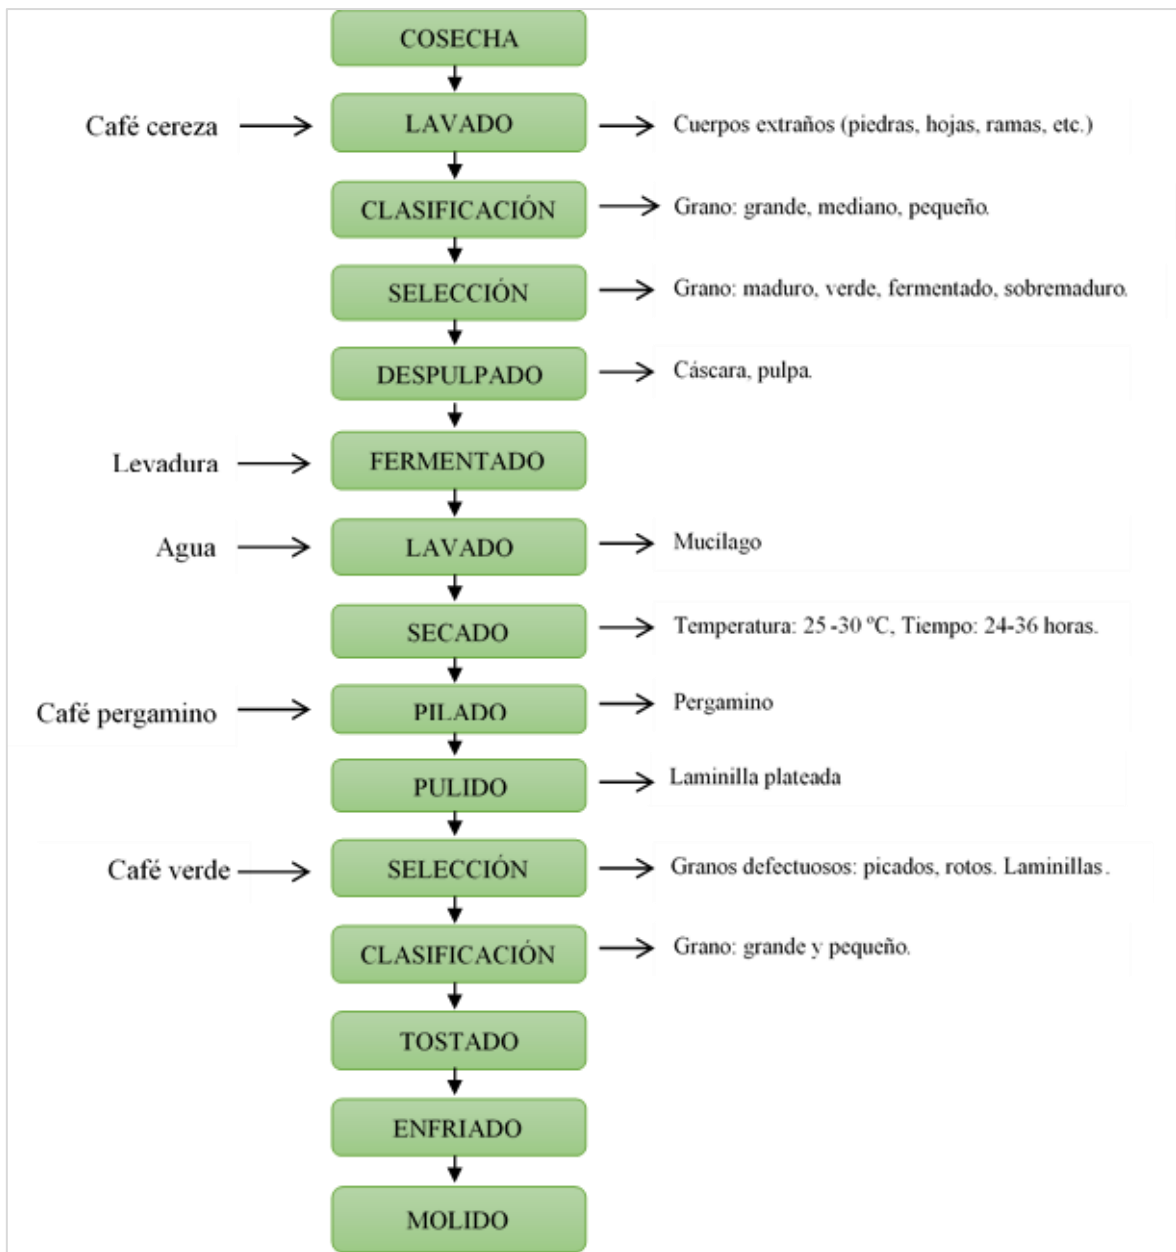 COSECHA
Café cereza
LAVADO
Cuerpos extraños (piedras, hojas, ramas, etc.)
CLASIFICACIÓN
Grano: grande, mediano, pequeño.
SELECCIÓN
Grano: maduro, verde, fermentado, sobremaduro.
DESPULPADO
Cáscara, pulpa.
Levadura
FERMENTADO
Agua
LAVADO
Mucilago
SECADO
Temperatura: 25 -30 ºC, Tiempo: 24-36 horas.
Café pergamino
PILADO
Pergamino
PULIDO
Laminilla plateada
Café verde
SELECCIÓN
Granos defectuosos: picados, rotos. Laminillas.
CLASIFICACIÓN
Grano: grande y pequeño.
TOSTADO
ENFRIADO
MOLIDO